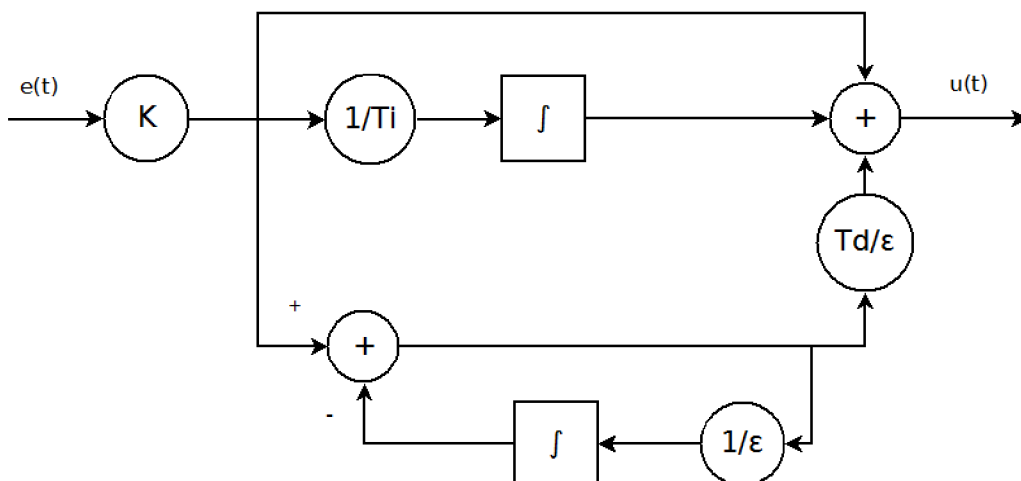 e(t)
K
1/Ti
∫
+
u(t)
Td/ε
+
+
-
∫
1/ε